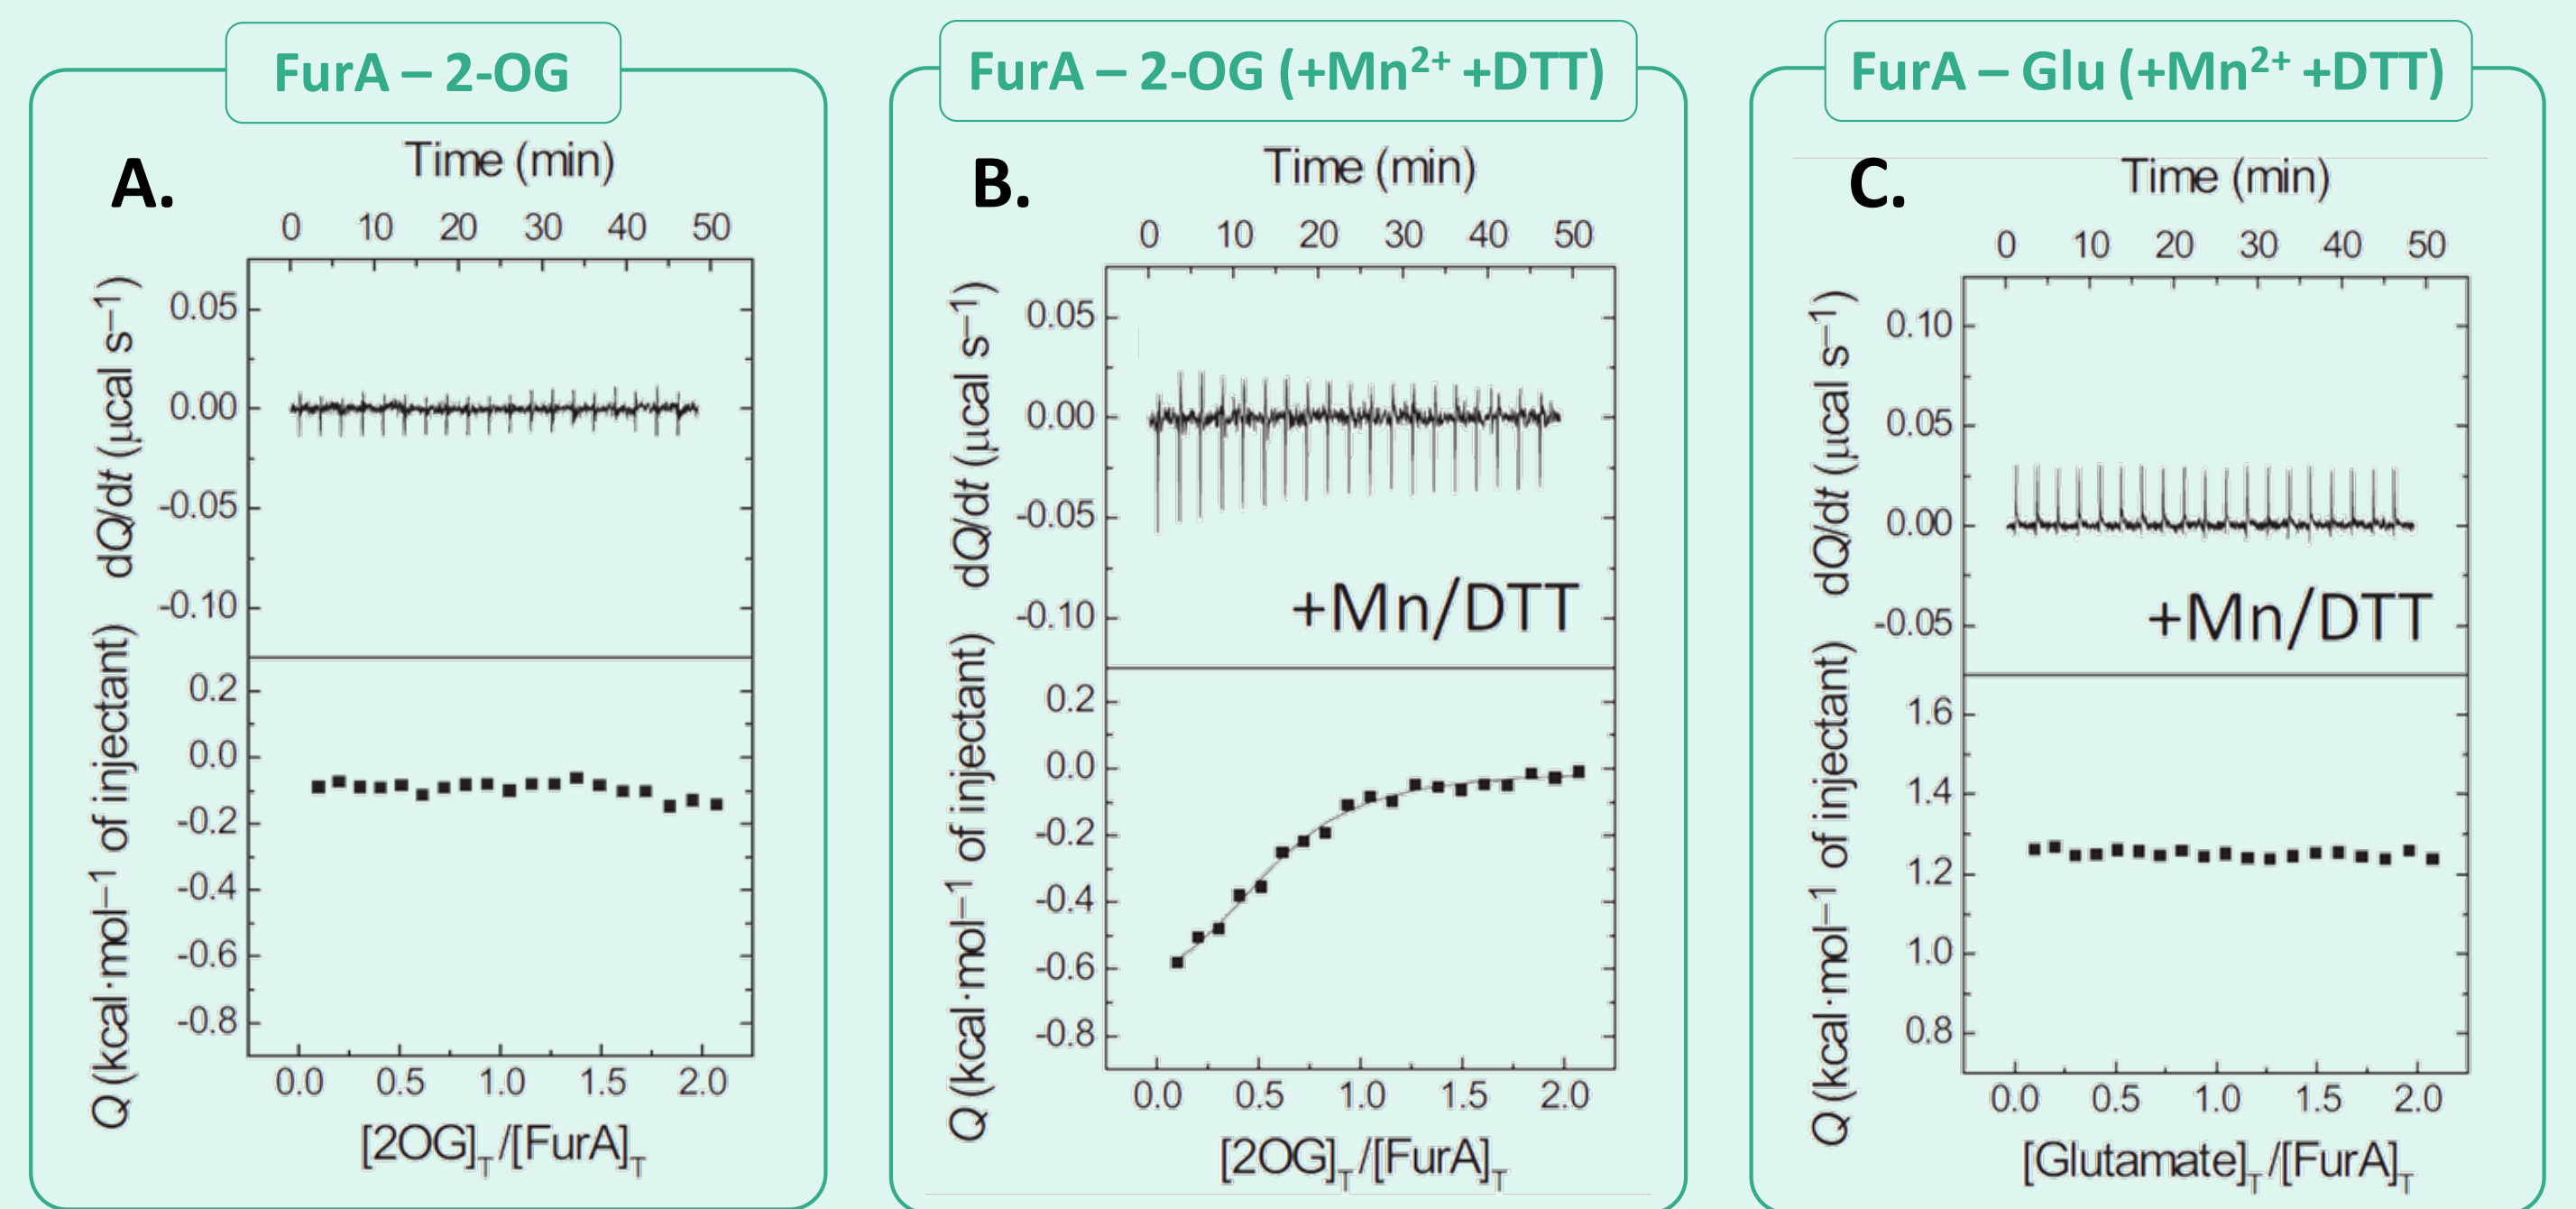 FurA – 2-OG
A.
Time (min)
0 10 20 30 40 50
dQ/dt (μcal s–1)
0.05
0.00
-0.05
-0.10
Q (kcal·mol–1 of injectant)
0.2
0.0
-0.2
-0.4
-0.6
-0.8
0.0 0.5 1.0 1.5 2.0
[2OG]T/[FurA]T
FurA – 2-OG (+Mn2+ +DTT)
B.
Time (min)
0 10 20 30 40 50
dQ/dt (μcal s–1)
0.05
0.00
-0.05
-0.10
+Mn/DTT
Q (kcal·mol–1 of injectant)
0.2
0.0
-0.2
-0.4
-0.6
-0.8
0.0 0.5 1.0 1.5 2.0
[2OG]T/[FurA]T
FurA – Glu (+Mn2+ +DTT)
C.
Time (min)
0 10 20 30 40 50
dQ/dt (μcal s–1)
0.10
0.05
0.00
-0.05
+Mn/DTT
Q (kcal·mol–1 of injectant)
1.6
1.4
1.2
1.0
0.8
0.0 0.5 1.0 1.5 2.0
[Glutamate]T/[FurA]T